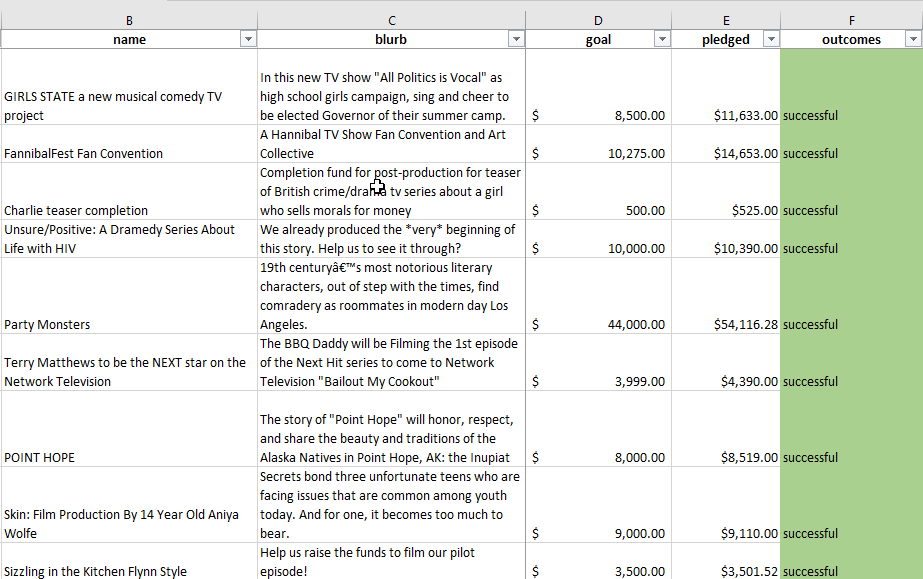 B C D E F
name blurb goal pledged outcomes
In this new TV show "All Politics is Vocal" as
GIRLS STATE a new musical comedy TV high school girls campaign, sing and cheer to
project be elected Governor of their summer camp. $ 8,500.00 $11,633.00 successful
A Hannibal TV Show Fan Convention and Art
FannibalFest Fan Convention Collective $ 10,275.00 $14,653.00 successful
Completion fund for post-production for teaser
of British crime/drama tv series about a girl
Charlie teaser completion who sells morals for money $ 500.00 $525.00 successful
Unsure/Positive: A Dramedy Series About We already produced the *very* beginning of
Life with HIV this story. Help us to see it through? $ 10,000.00 $10,390.00 successful
19th centuryâ€™s most notorious literary
characters, out of step with the times, find
comradery as roommates in modern day Los
Party Monsters Angeles. $ 44,000.00 $54,116.28 successful
The BBQ Daddy will be Filming the 1st episode
Terry Matthews to be the NEXT star on the of the Next Hit series to come to Network
Network Television Television "Bailout My Cookout" $ 3,999.00 $4,390.00 successful
The story of "Point Hope" will honor, respect,
and share the beauty and traditions of the
POINT HOPE Alaska Natives in Point Hope, AK: the Inupiat $ 8,000.00 $8,519.00 successful
Secrets bond three unfortunate teens who are
facing issues that are common among youth
Skin: Film Production By 14 Year Old Aniya today. And for one, it becomes too much to
Wolfe bear. $ 9,000.00 $9,110.00 successful
Help us raise the funds to film our pilot
Sizzling in the Kitchen Flynn Style episode! $ 3,500.00 $3,501.52 successful